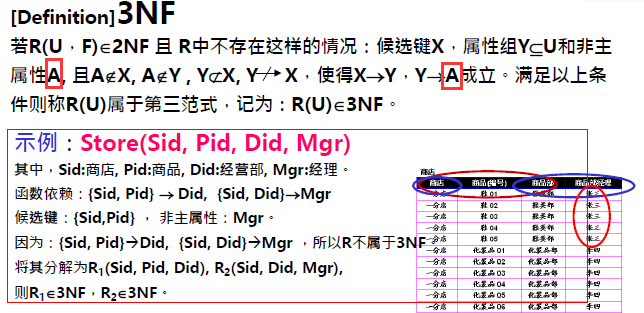 [Definition]3NF
若R(U，F)∈2NF 且 R中不存在这样的情况：候选键X，属性组Y⊆U和非主
属性A, 且A∉X, A∉Y , Y⊄X, Y↛X，使得X→Y，Y→A成立。满足以上条
件则称R(U)属于第三范式，记为：R(U)∈3NF。
示例：Store(Sid, Pid, Did, Mgr)
其中，Sid:商店, Pid:商品, Did:经营部, Mgr:经理。
函数依赖：{Sid, Pid} → Did, {Sid, Did}→Mgr
候选键：{Sid,Pid} ，非主属性：Mgr。
因为：{Sid, Pid}→Did, {Sid, Did}→Mgr ，所以R不属于3NF
将其分解为R1(Sid, Pid, Did), R2(Sid, Did, Mgr),
则R1∈3NF，R2∈3NF。
商店
商店 商品(编号) 商品部 商品部经理
一分店 鞋 01 张三
一分店 鞋 02 鞋类部 张三
一分店 鞋 03 鞋类部 张三
一分店 鞋 04 鞋类部 张三
一分店 鞋 05 鞋类部 张三
一分店 化装品 01 化装品部 李四
一分店 化装品 02 化装品部 李四
一分店 化装品 03 化装品部 李四
一分店 化装品 04 化装品部 李四
一分店 化装品 05 化装品部 李四
一分店 化装品 06 化装品部 李四